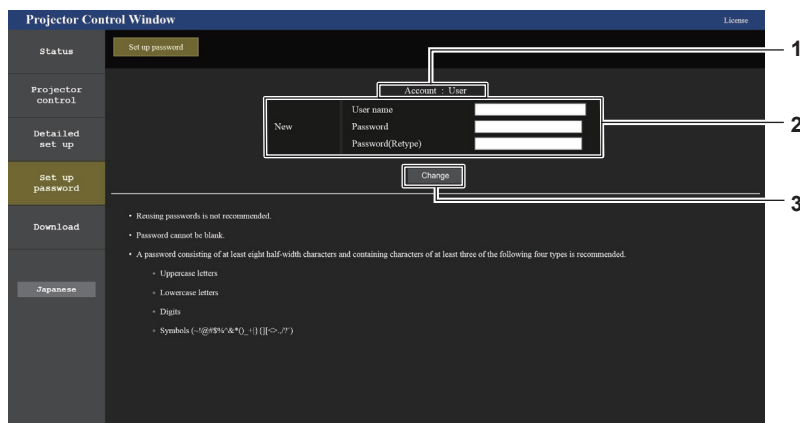 Projector Control Window
License
Status
Set up password
1
Projector
control
Account : User
User name
New
Password
2
Password(Retype)
Detailed
set up
Set up
password
Change
3
• Reusing passwords is not recommended.
Download
• Password cannot be blank.
• A password consisting of at least eight half-width characters and containing characters of at least three of the following four types is recommended.
Uppercase letters
Japanese
Lowercase letters
Digits
Symbols (~!@#$%^&*()_+|}{][<>.,/?`)